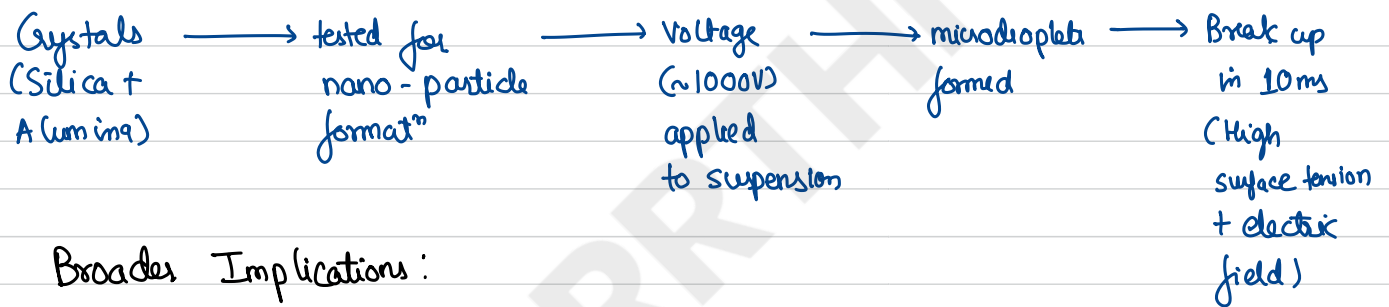 Crystals → tested for → Voltage → microdroplets → Break up
(Silica + nano-particle (~1000V) formed in 10ms
Alumina) formatⁿ applied (High
to suspension surface tension
+ electric
Broader Implications: field)
RTHI